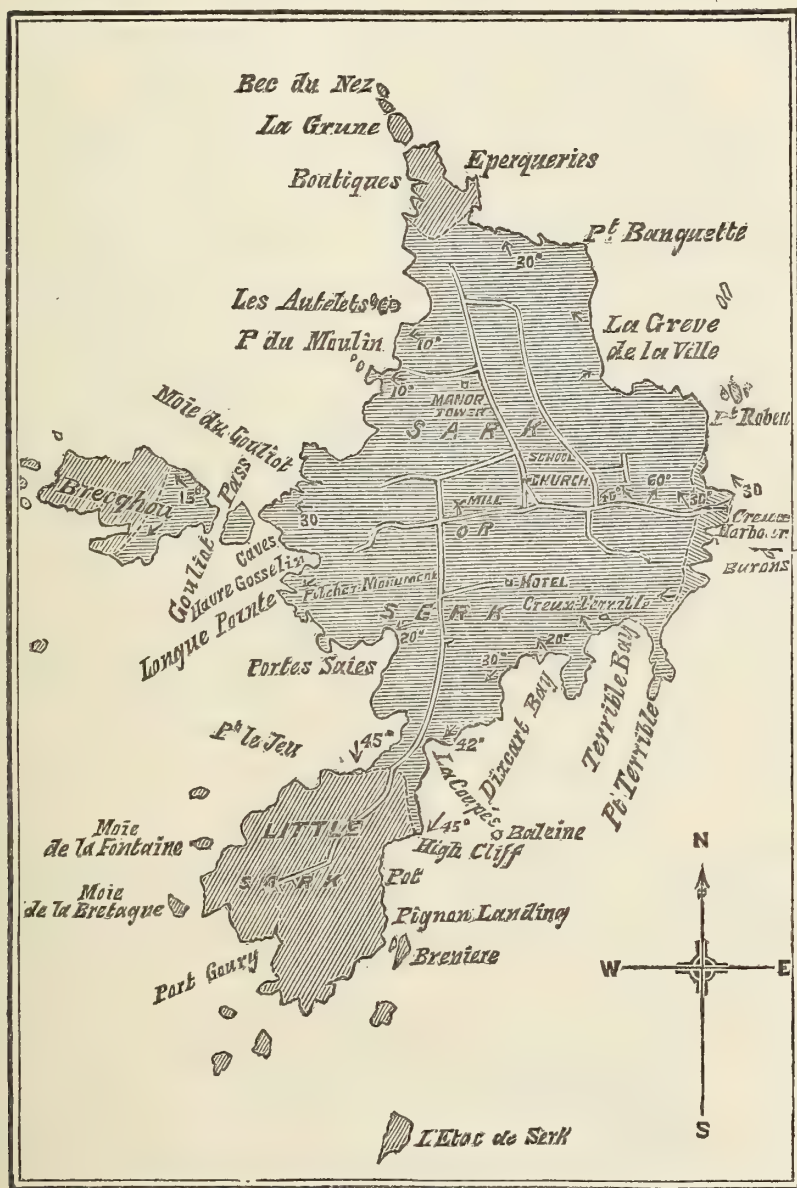 Bec du Nez
La Grune
Eperqueries
Boutiques
Pt Banquette
30°
Les Autelets
La Greve
de la Ville
P du Moulin
10°
10°
MANOR
TOWER
Pt Robert
SARK
Moie du Gouliot
SCHOOL
CHURCH
Brecqhou
15°
Gouliot Pass
MILL
40°
60°
30°
30
30
OR
Creux
Harbour
Burons
Caves
Havre Gosselin
Pilcher Monument
HOTEL
Longue Pointe
SERK
Creux Terrible
20°
20°
30°
Portes Suies
Dixcart Bay
Terrible Bay
Pt Terrible
Pt le Jeu
45°
42°
La Coupée
LITTLE
45°
Baleine
High Cliff
Moie
de la Fontaine
SARK
Pot
Moie
de la Bretagne
Pignon Landing
Breniere
Port Goury
N
W
E
S
L'Etac de Serk